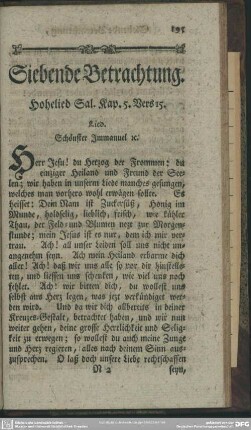 195
Siebende Betrachtung.
Hohelied Sal. Kap. 5. Vers 15.
Lied.
Schönster Immanuel ꝛc.
Herr Jesu! du Herzog der Frommen; du
einziger Heiland und Freund der See-
len; wir haben in unserm Liede manches gesungen,
welches man vorhero wohl erwägen sollte. Es
heisset: Dein Nam ist Zuckersüß, Honig im
Munde, holdselig, lieblich, frisch, wie kühler
Thau, der Feld- und Blumen netzt zur Morgen-
stunde; mein Jesus ist es nur, dem ich mir ver-
trau. Ach! all unser beiden soll uns nicht un-
angenehm seyn. Ach mein Heiland erbarme dich
aller! Ach! daß wir uns alle so vor dir hinstelle-
ten, und liessen uns schenken, wie viel uns noch
fehlet. Ach! wir bitten dich, du wollest uns
selbst ans Herz legen, was jetzt verkündiget wer-
den wird. Und da wir dich allbereits in deiner
Kreuzes-Gestalt, betrachtet haben, und wir nun
weiter gehen, deine grosse Herrlichkeit und Selig-
keit zu erwegen; so wollest du auch meine Zunge
und Herz regieren, alles nach deinem Sinn aus-
zusprechen. O laß doch unsere Liebe rechtschaffen
N 2 seyn,